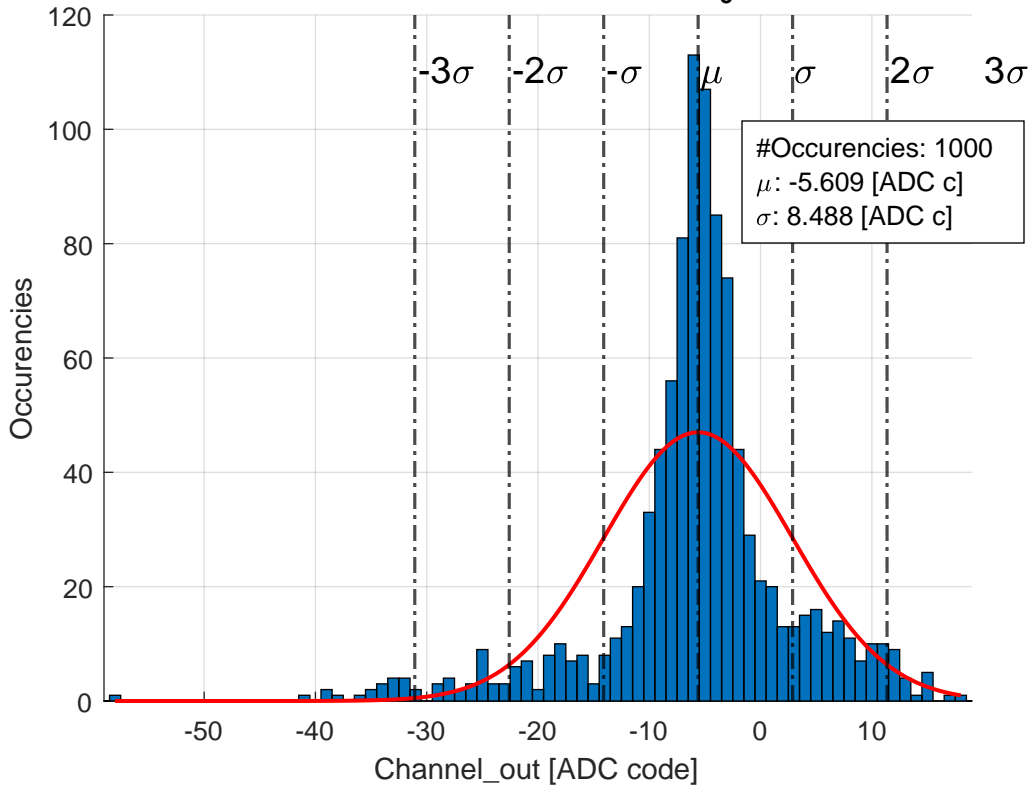 120
100
80
60
40
20
0
-3σ
-2σ
-σ
μ
σ
2σ
3σ
#Occurencies: 1000
μ: -5.609 [ADC c]
σ: 8.488 [ADC c]
Occurencies
-50
-40
-30
-20
-10
0
10
Channel_out [ADC code]